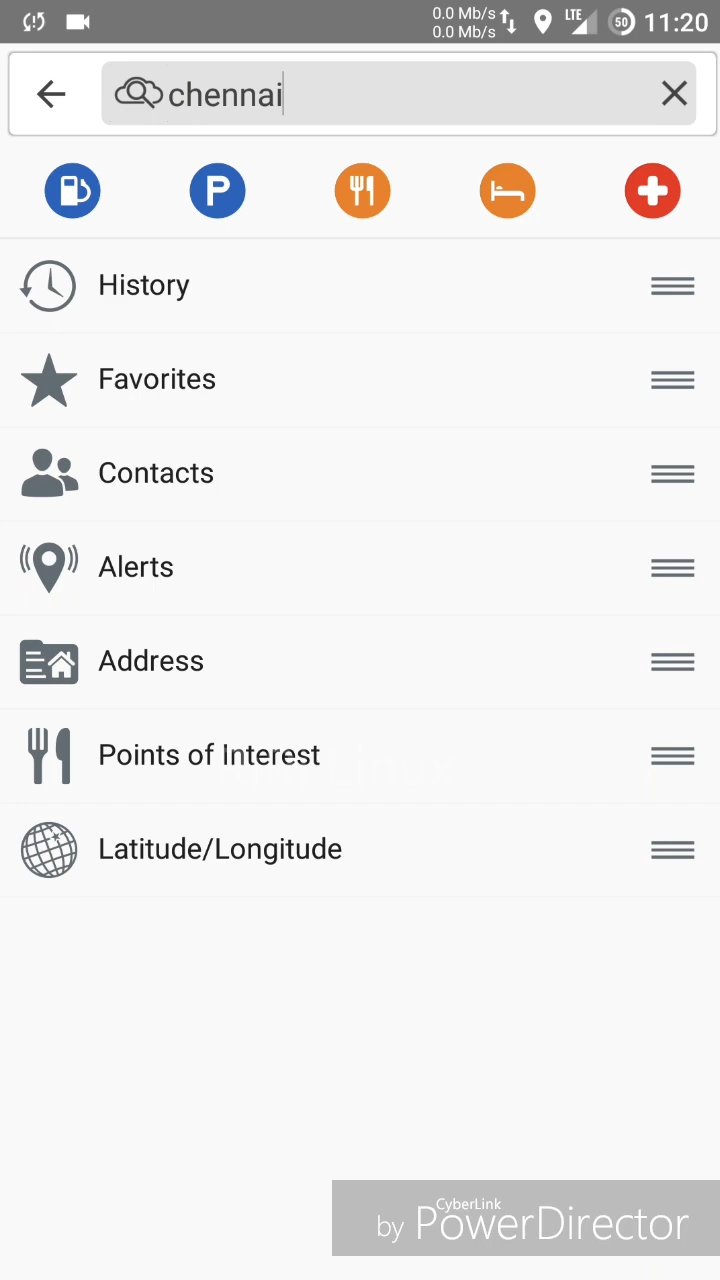 0.0 Mb/s
0.0 Mb/s
LTE
50
11:20
chennai
P
History
Favorites
Contacts
Alerts
Address
Points of Interest
Latitude/Longitude
CyberLink
by PowerDirector